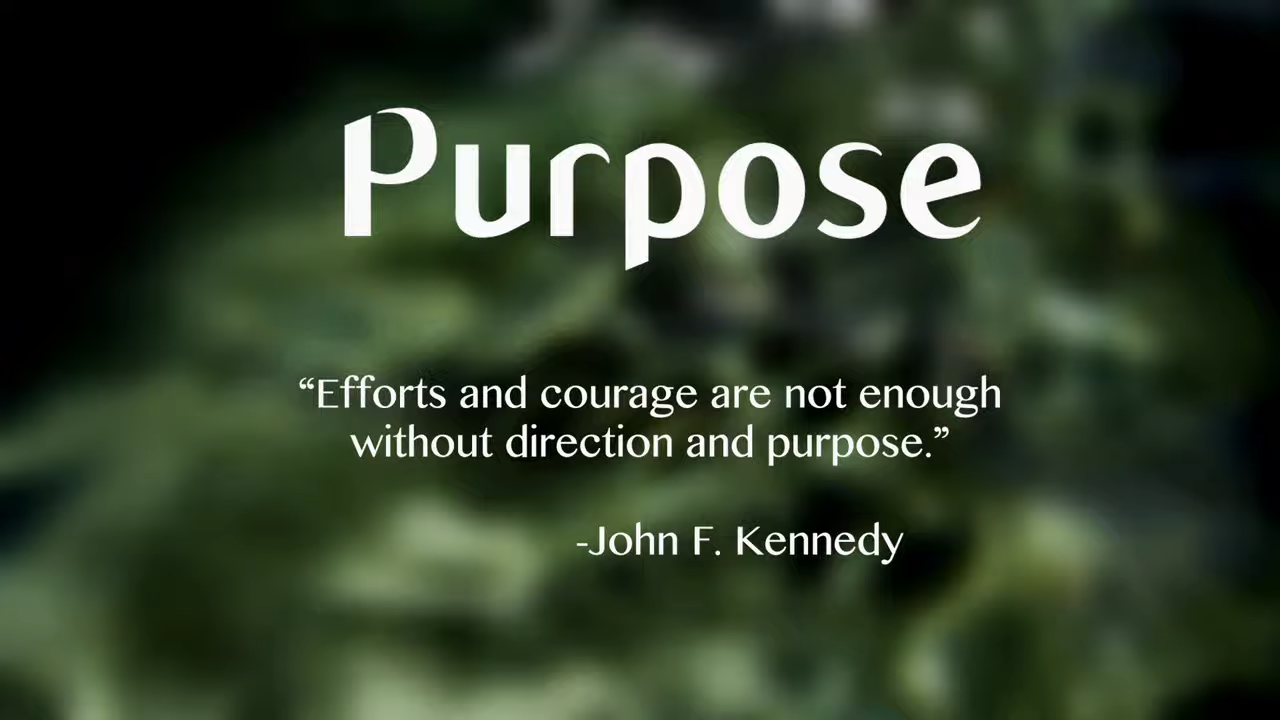 Purpose
“Efforts and courage are not enough
without direction and purpose.”
-John F. Kennedy